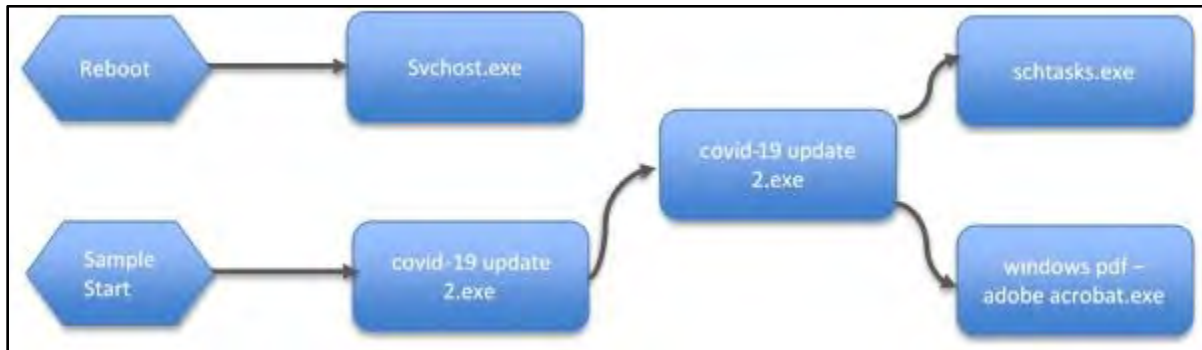 Reboot
Svchost.exe
schtasks.exe
covid-19 update
2.exe
Sample
Start
covid-19 update
2.exe
windows pdf –
adobe acrobat.exe